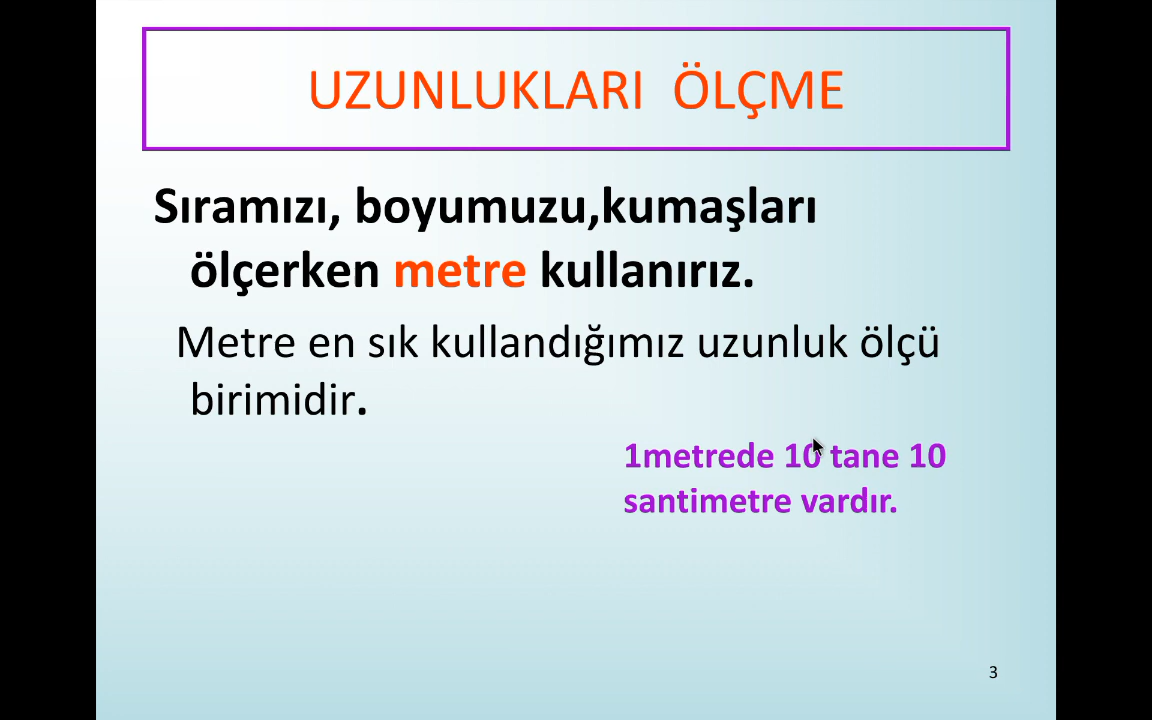 UZUNLUKLARI ÖLÇME
Sıramızı, boyumuzu,kumaşları
ölçerken metre kullanırız.
Metre en sık kullandığımız uzunluk ölçü
birimidir.
1metrede 10 tane 10
santimetre vardır.
3